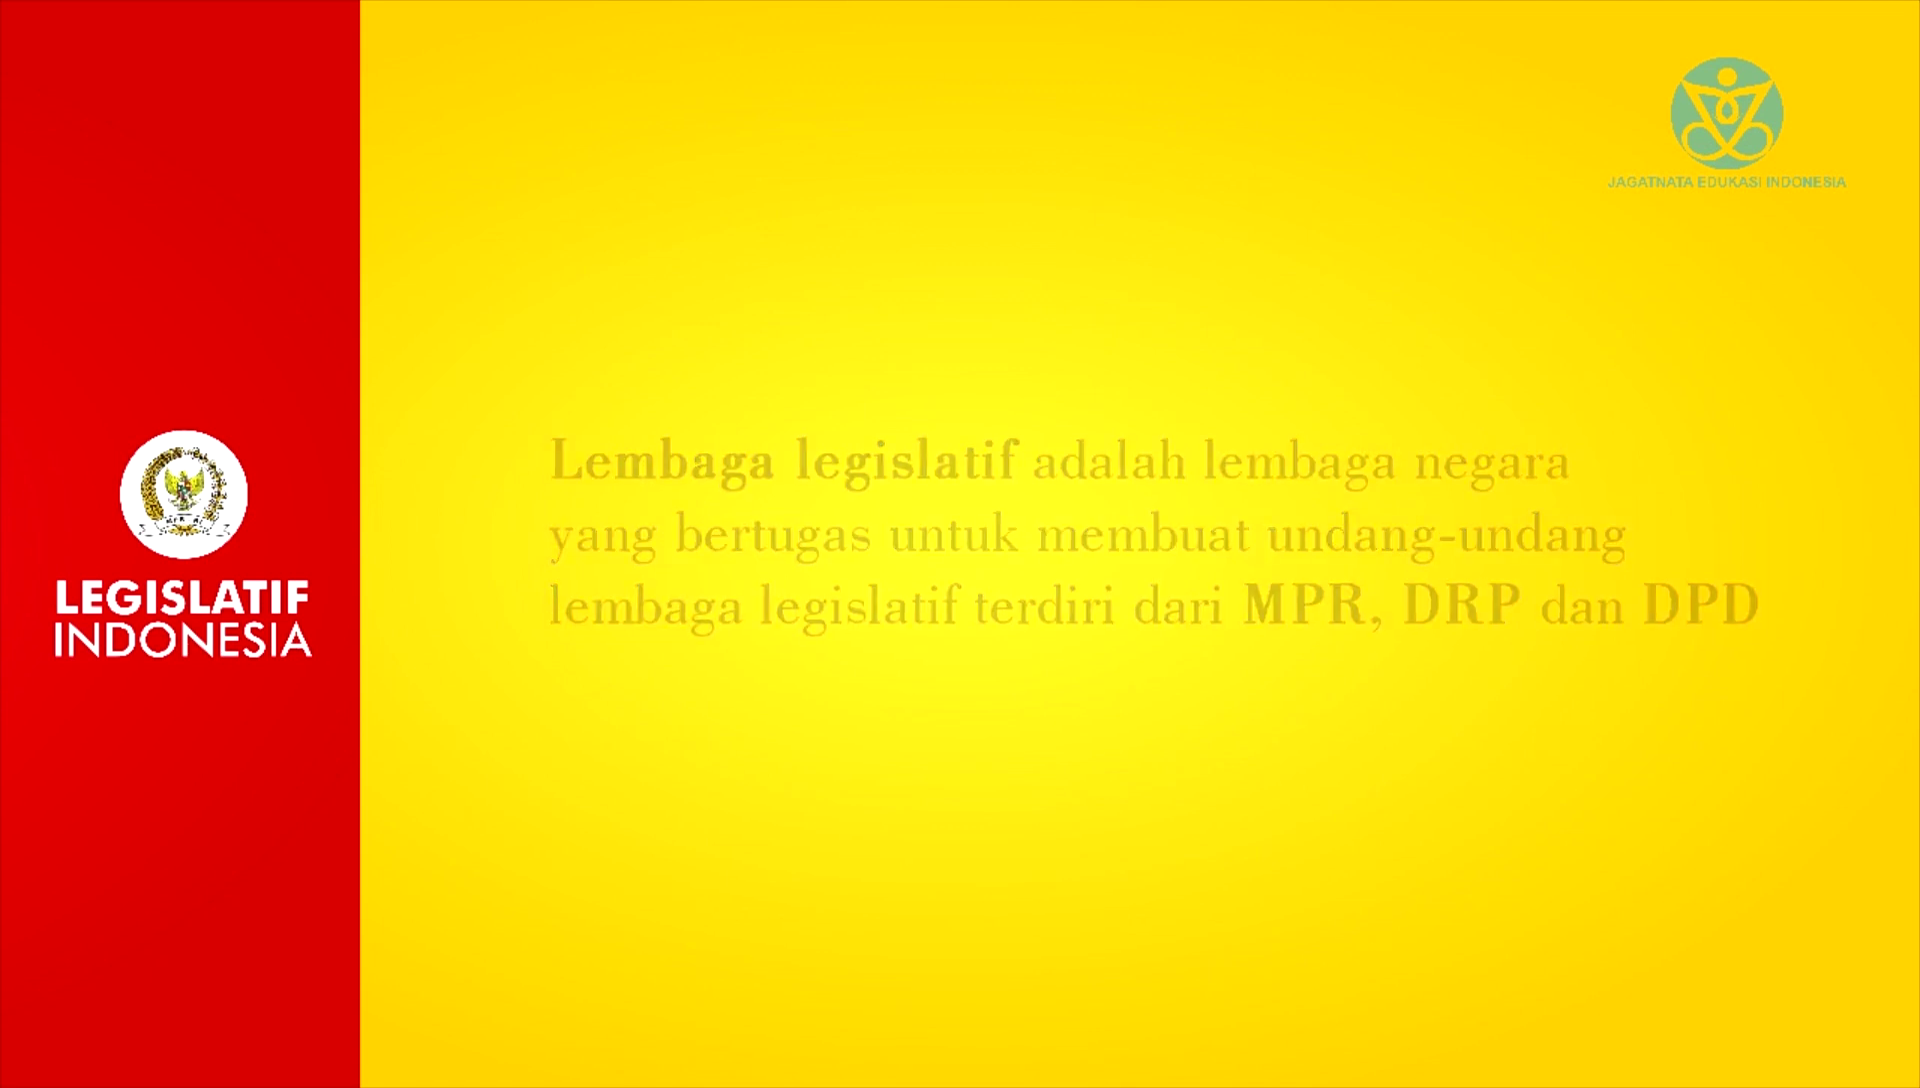 JAGATNATA EDUKASI INDONESIA
LEGISLATIF
INDONESIA
Lembaga legislatif adalah lembaga negara
yang bertugas untuk membuat undang-undang
lembaga legislatif terdiri dari MPR, DRP dan DPD